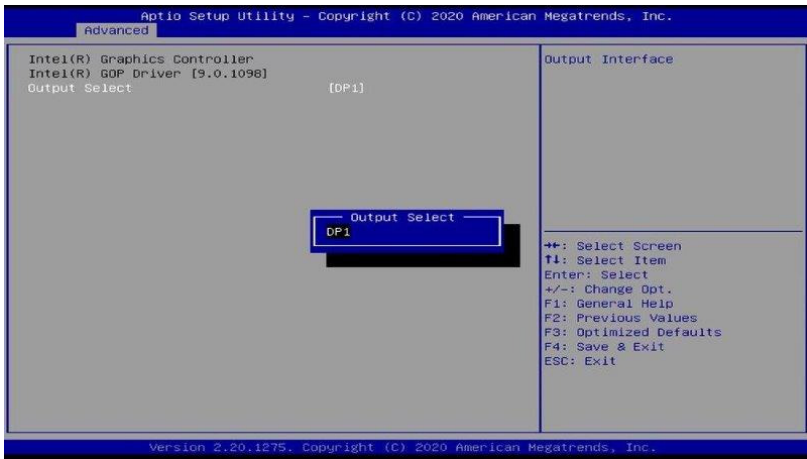 Aptio Setup Utility - Copyright (C) 2020 American Megatrends, Inc.
Advanced
Intel(R) Graphics Controller
Intel(R) GOP Driver [9.0.1098]
Output Select [DP1]
Output Interface
Output Select
DP1
→←: Select Screen
↑↓: Select Item
Enter: Select
+/-: Change Opt.
F1: General Help
F2: Previous Values
F3: Optimized Defaults
F4: Save & Exit
ESC: Exit
Version 2.20.1275. Copyright (C) 2020 American Megatrends, Inc.